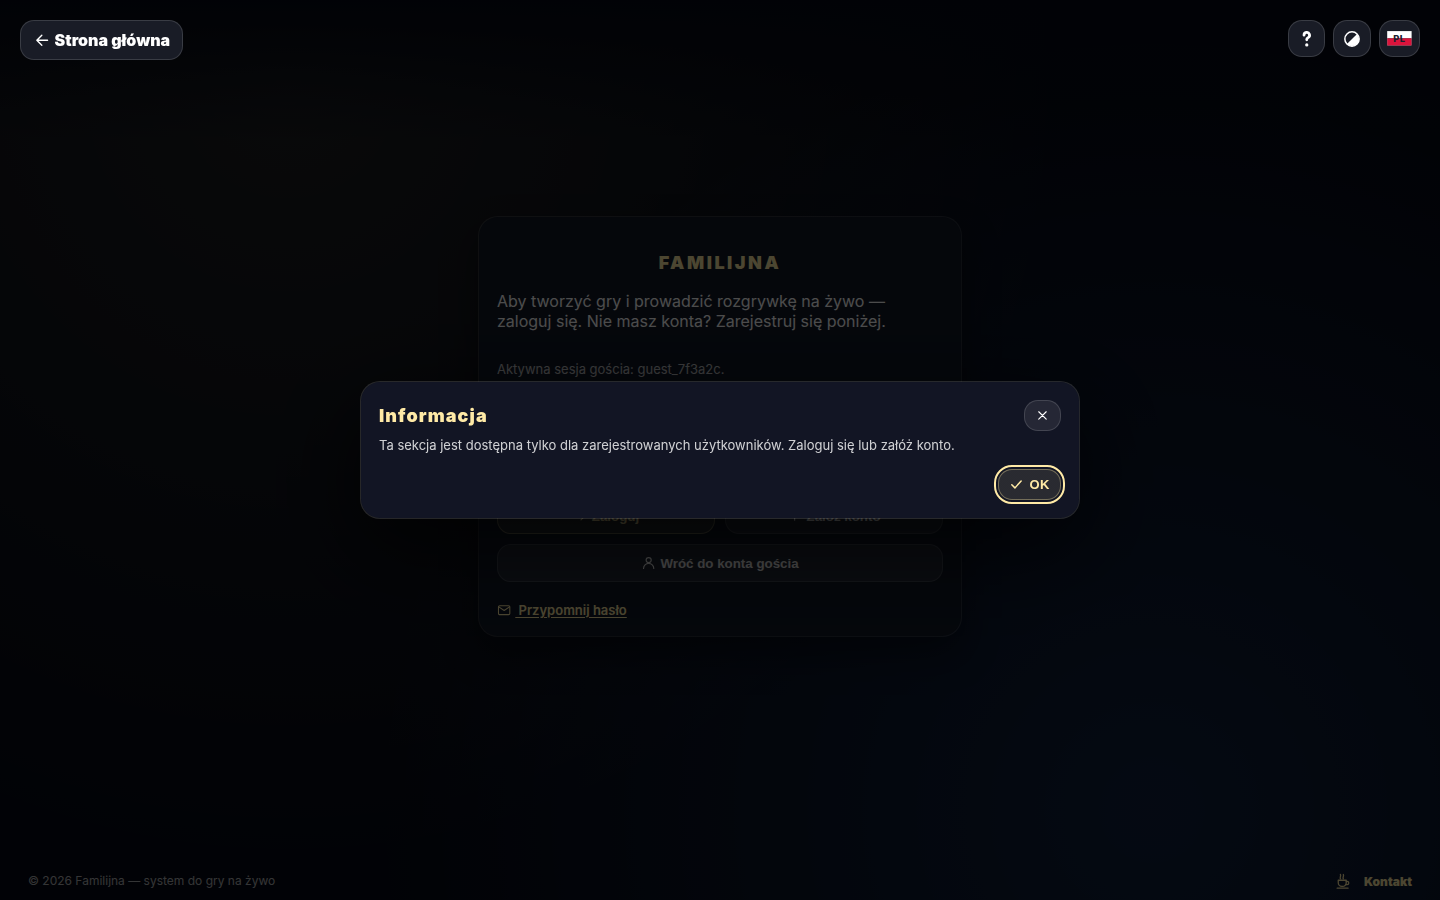 Strona główna
?
PL
FAMILIJNA
Aby tworzyć gry i prowadzić rozgrywkę na żywo —
zaloguj się. Nie masz konta? Zarejestruj się poniżej.
Aktywna sesja gościa: guest_7f3a2c.
Informacja
Ta sekcja jest dostępna tylko dla zarejestrowanych użytkowników. Zaloguj się lub załóż konto.
OK
Wróć do konta gościa
Przypomnij hasło
© 2026 Familijna — system do gry na żywo
Kontakt